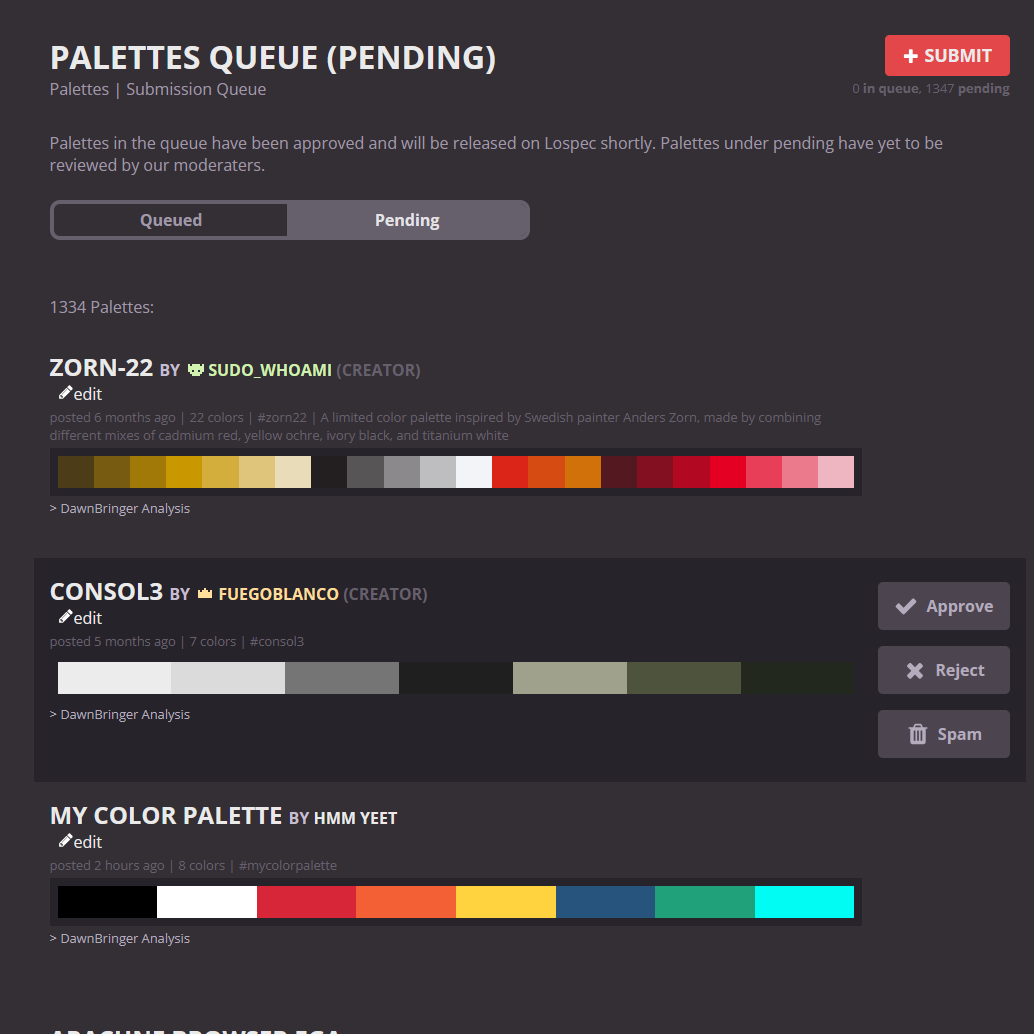 PALETTES QUEUE (PENDING)
SUBMIT
Palettes | Submission Queue
0 in queue, 1347 pending
Palettes in the queue have been approved and will be released on Lospec shortly. Palettes under pending have yet to be
reviewed by our moderaters.
Queued
Pending
1334 Palettes:
ZORN-22 BY SUDO_WHOAMI (CREATOR)
edit
posted 6 months ago | 22 colors | #zorn22 | A limited color palette inspired by Swedish painter Anders Zorn, made by combining
different mixes of cadmium red, yellow ochre, ivory black, and titanium white
> DawnBringer Analysis
CONSOL3 BY FUEGOBLANCO (CREATOR)
edit
posted 5 months ago | 7 colors | #consol3
> DawnBringer Analysis
Approve
Reject
Spam
MY COLOR PALETTE BY HMM YEET
edit
posted 2 hours ago | 8 colors | #mycolorpalette
> DawnBringer Analysis